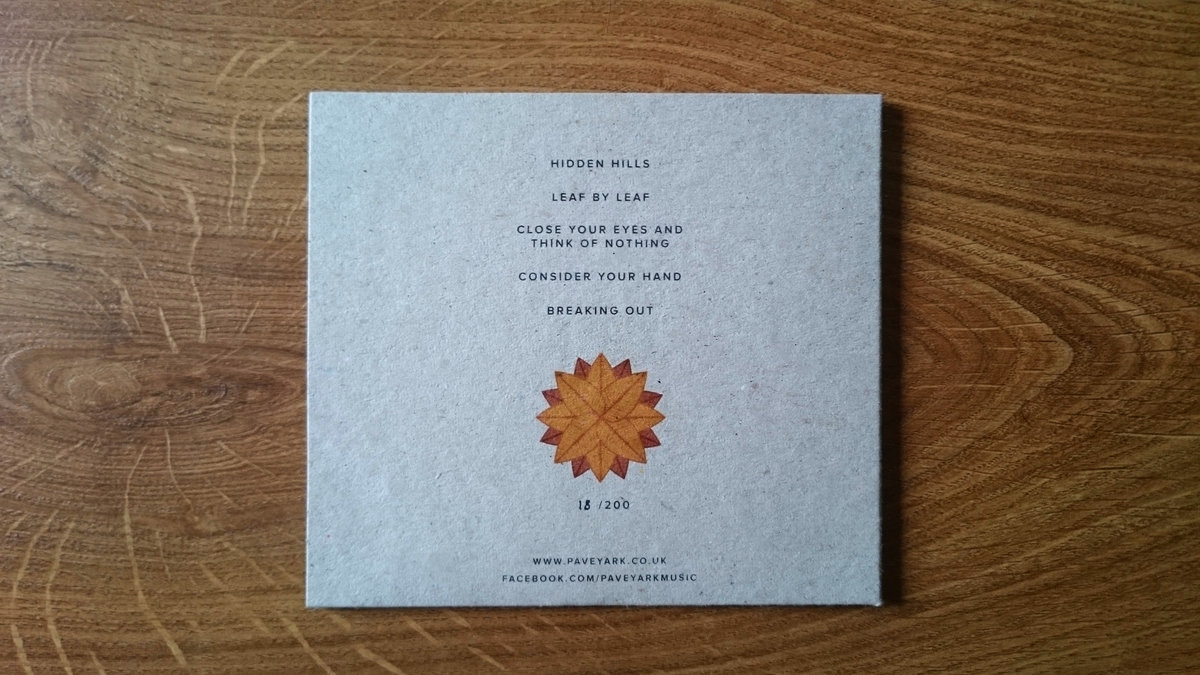 HIDDEN HILLS
LEAF BY LEAF
CLOSE YOUR EYES AND
THINK OF NOTHING
CONSIDER YOUR HAND
BREAKING OUT
/200
WWW.PAVEYARK.CO.UK
FACEBOOK.COM/PAVEYARKMUSIC